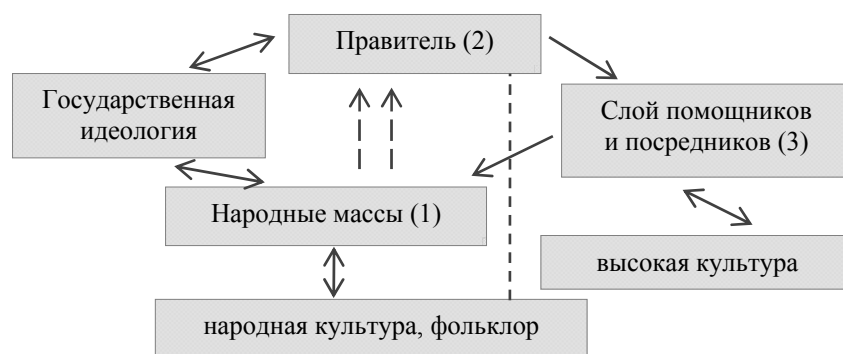 Правитель (2)
Государственная
идеология
Слой помощников
и посредников (3)
Народные массы (1)
высокая культура
народная культура, фольклор